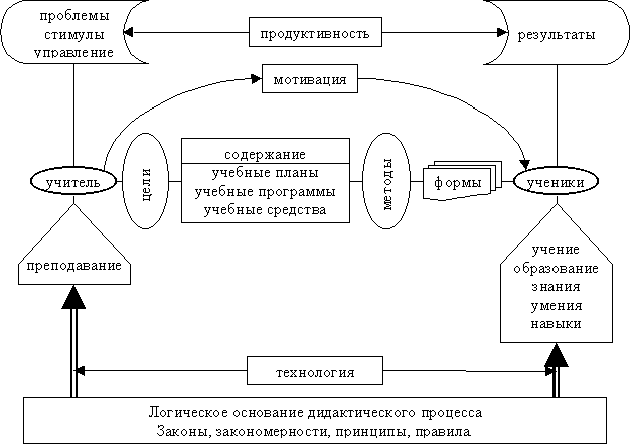 проблемы
стимулы
управление
продуктивность
результаты
мотивация
учитель
цели
содержание
учебные планы
учебные программы
учебные средства
методы
формы
ученики
преподавание
учение
образование
знания
умения
навыки
технология
Логическое основание дидактического процесса
Законы, закономерности, принципы, правила